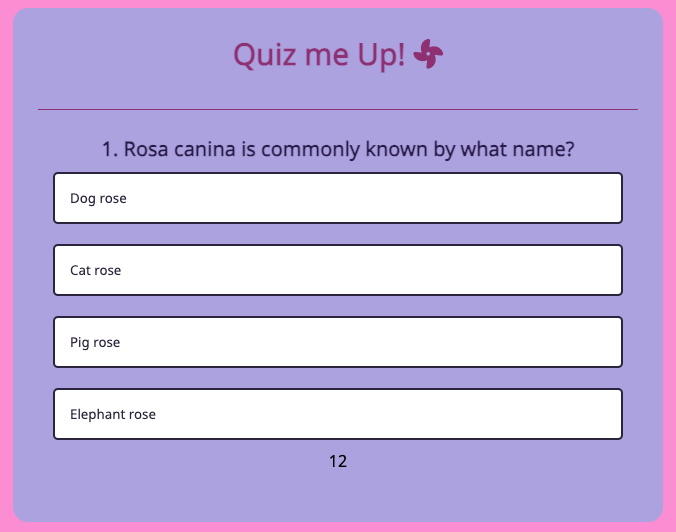 Quiz me Up!
1. Rosa canina is commonly known by what name?
Dog rose
Cat rose
Pig rose
Elephant rose
12